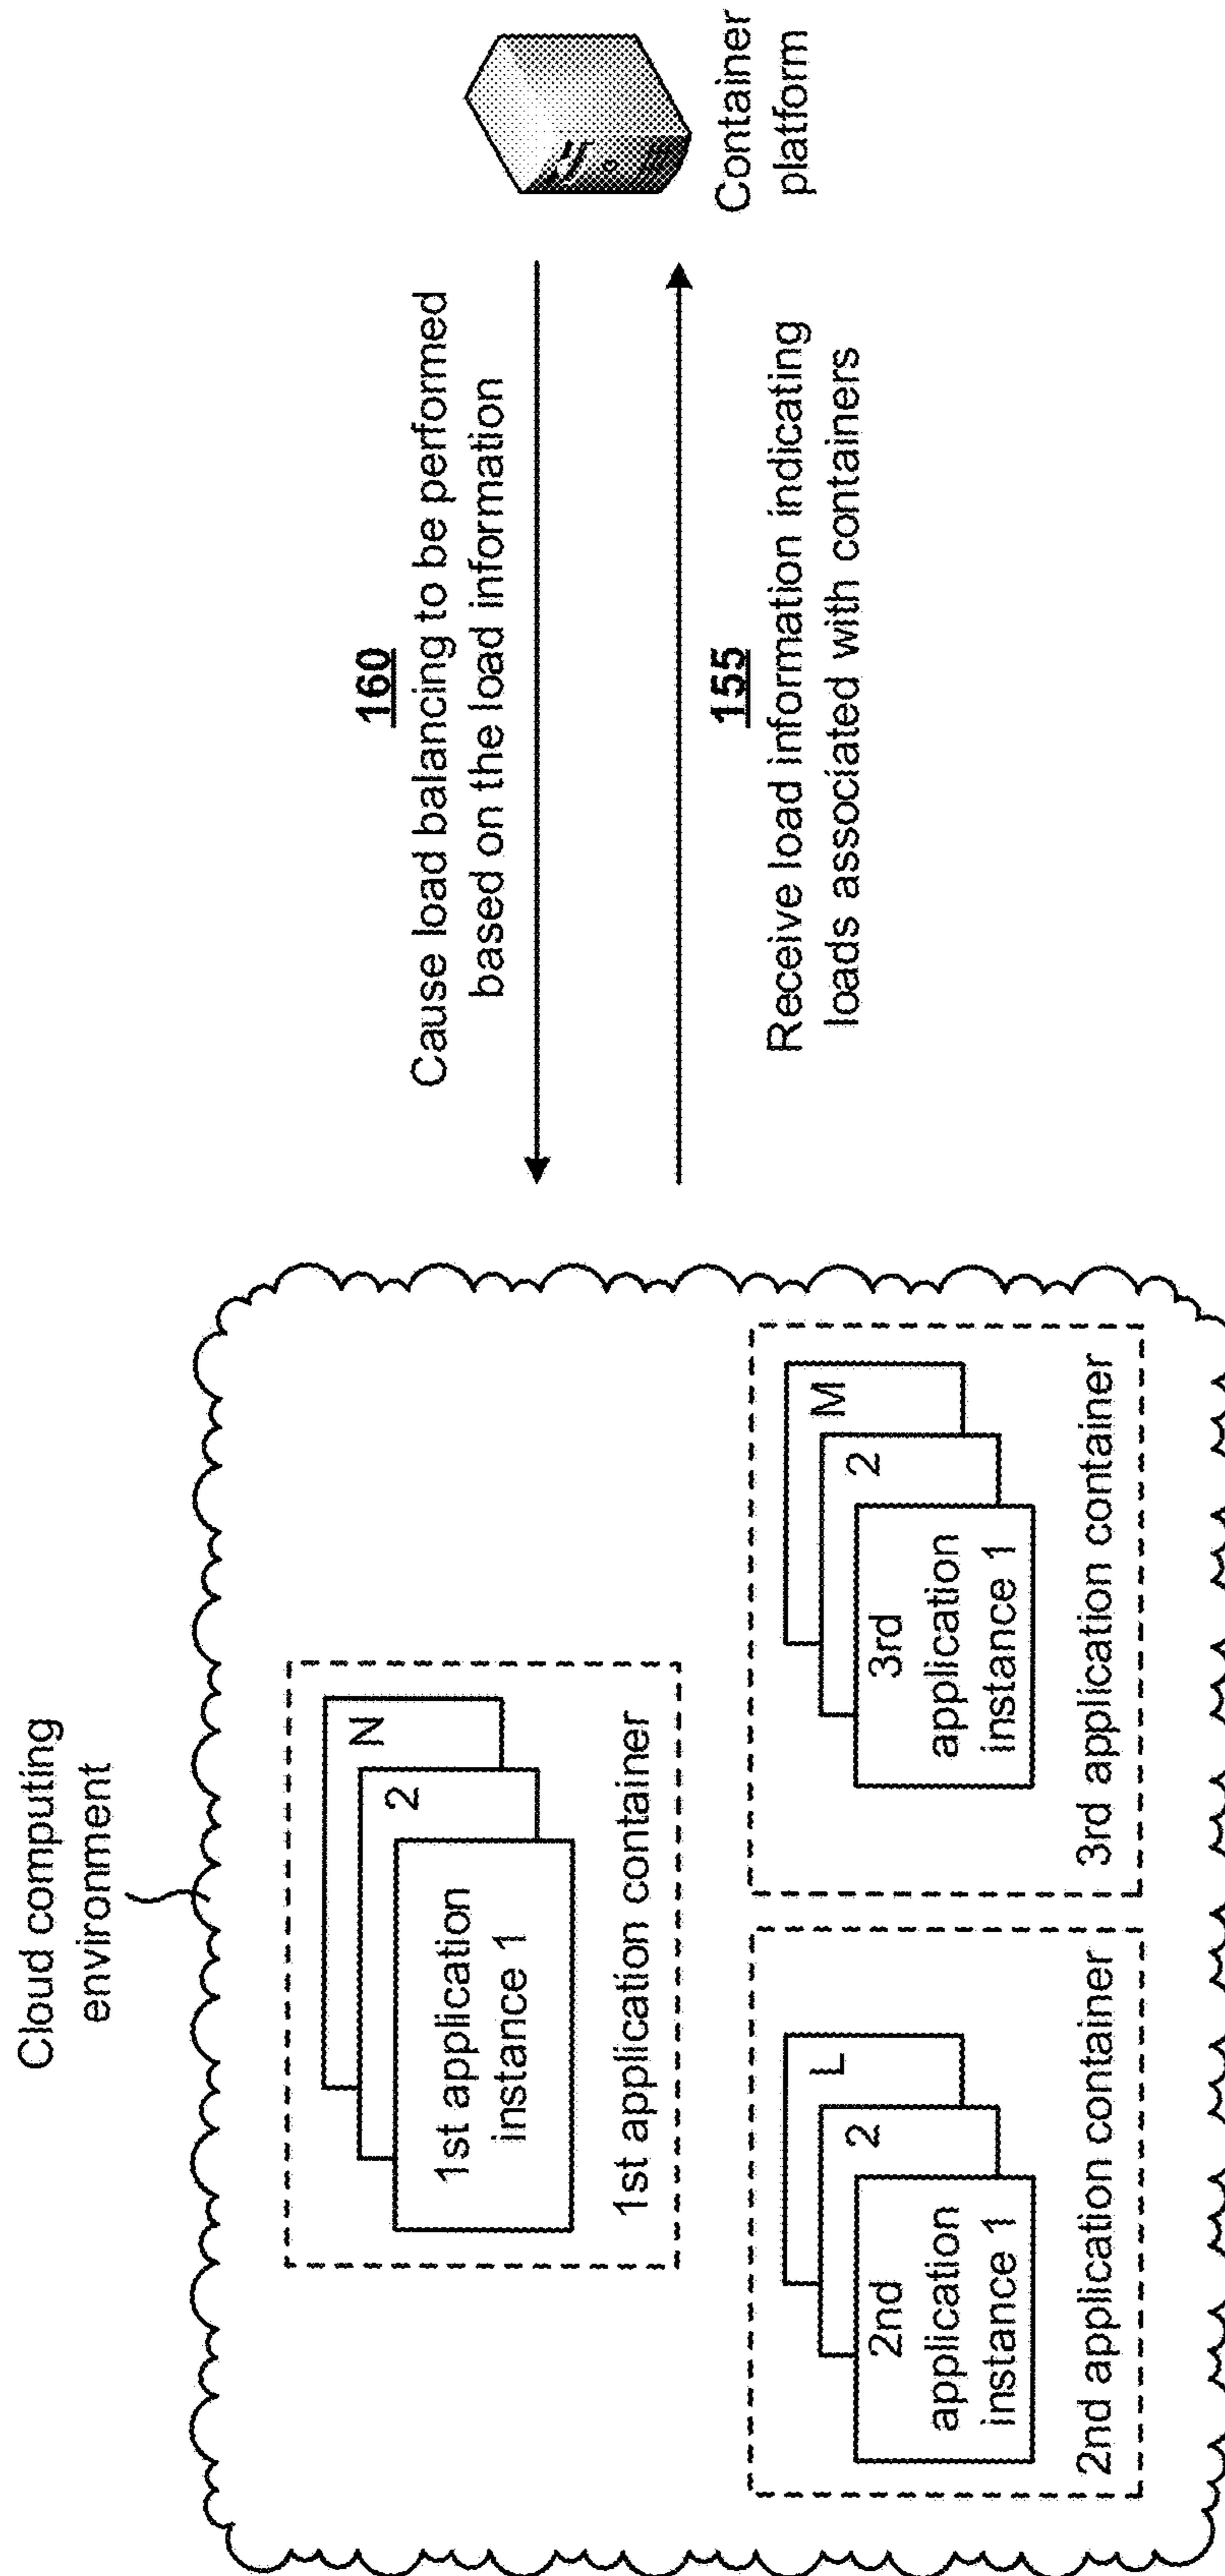 Cloud computing
environment
N
2
1st application
instance 1
1st application container
L
2
2nd
application
instance 1
2nd application container
M
2
3rd
application
instance 1
3rd application container
160
Cause load balancing to be performed
based on the load information
155
Receive load information indicating
loads associated with containers
Container
platform